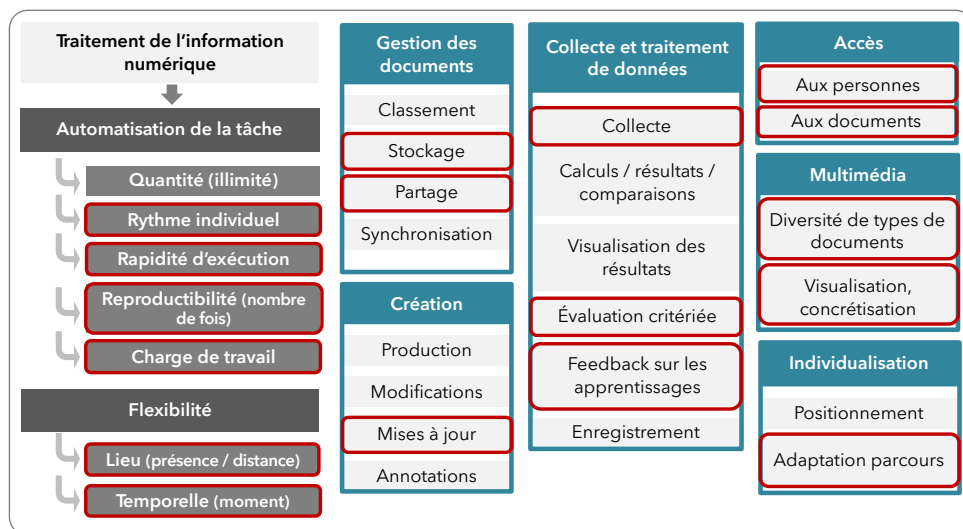 Traitement de l’information
numérique
Automatisation de la tâche
Quantité (illimité)
Rythme individuel
Rapidité d’exécution
Reproductibilité (nombre
de fois)
Charge de travail
Flexibilité
Lieu (présence / distance)
Temporelle (moment)
Gestion des
documents
Classement
Stockage
Partage
Synchronisation
Création
Production
Modifications
Mises à jour
Annotations
Collecte et traitement
de données
Collecte
Calculs / résultats /
comparaisons
Visualisation des
résultats
Évaluation critériée
Feedback sur les
apprentissages
Enregistrement
Accès
Aux personnes
Aux documents
Multimédia
Diversité de types de
documents
Visualisation,
concrétisation
Individualisation
Positionnement
Adaptation parcours